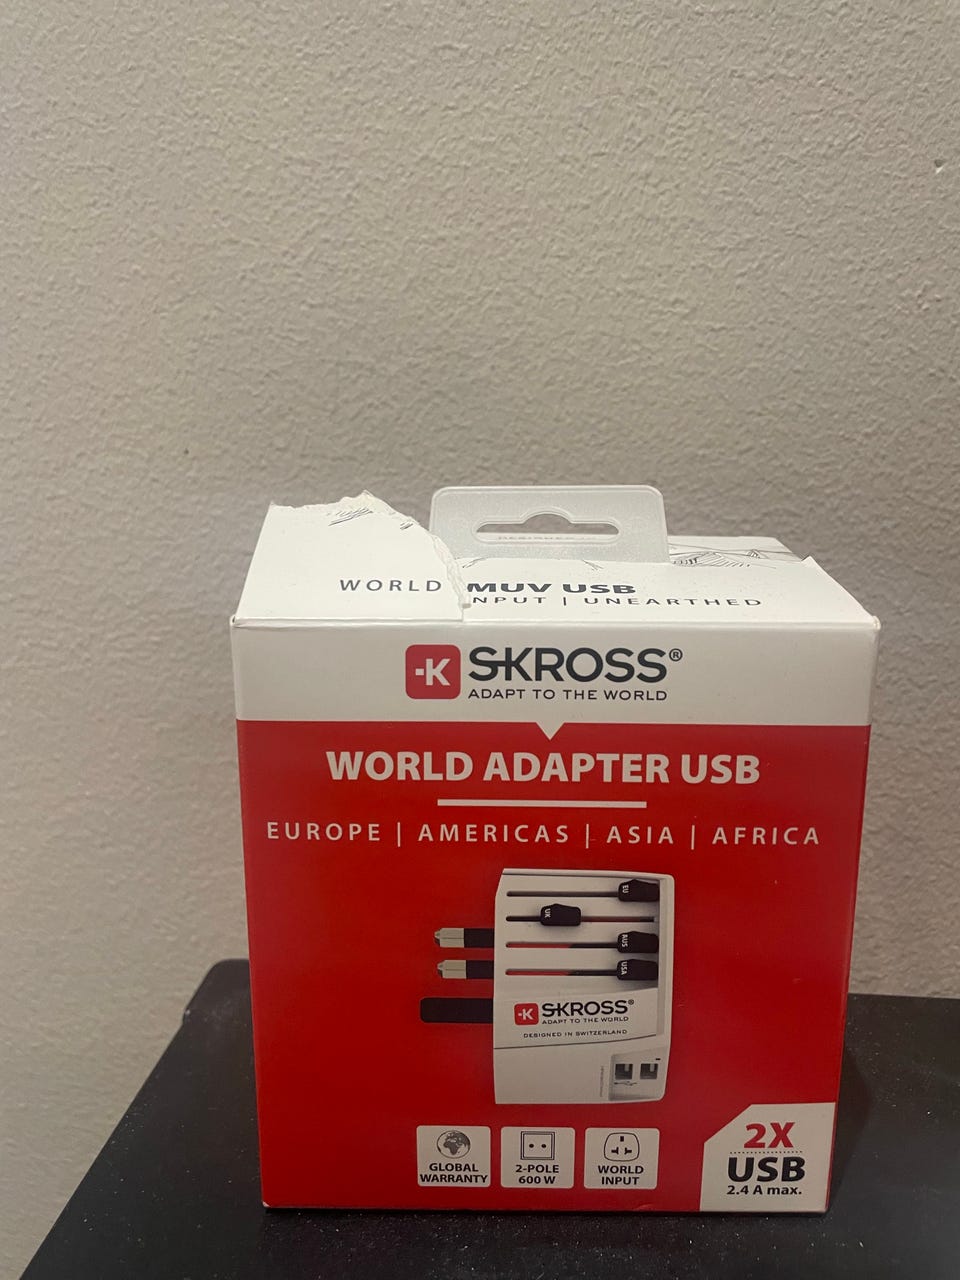 WORLD MUV USB
INPUT | UNEARTHED
-K SKROSS®
ADAPT TO THE WORLD
WORLD ADAPTER USB
EUROPE | AMERICAS | ASIA | AFRICA
EU
UK
AUS
USA
-K SKROSS®
ADAPT TO THE WORLD
DESIGNED IN SWITZERLAND
GLOBAL
WARRANTY
2-POLE
600 W
WORLD
INPUT
2X
USB
2.4 A max.